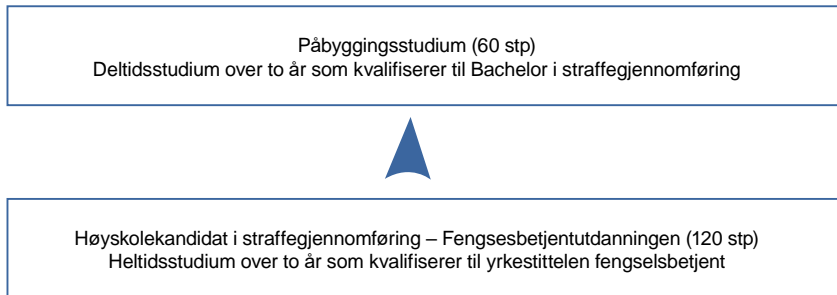 Påbyggingsstudium (60 stp)
Deltidsstudium over to år som kvalifiserer til Bachelor i straffegjennomføring
Høyskolekandidat i straffegjennomføring – Fengsesbetjentutdanningen (120 stp)
Heltidsstudium over to år som kvalifiserer til yrkestittelen fengselsbetjent